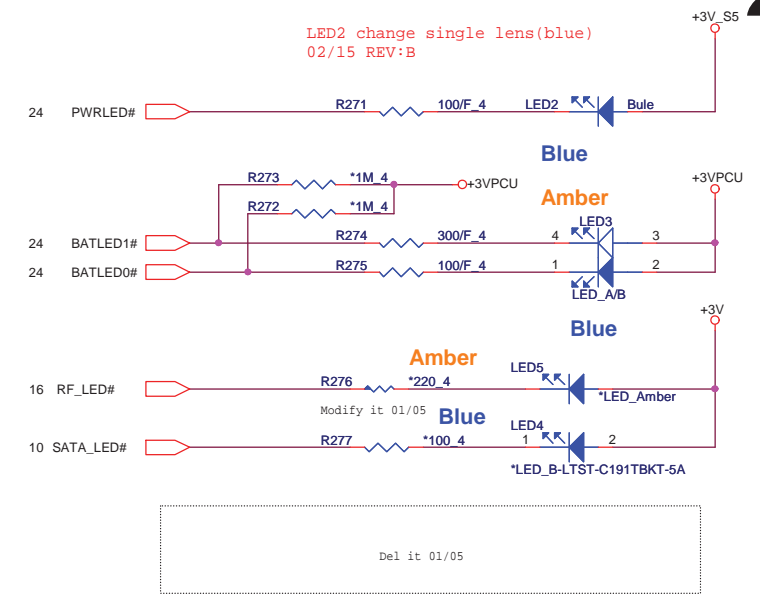 +3V_S5
LED2 change single lens(blue)
02/15 REV:B
24 PWRLED# R271 100/F_4 LED2 Bule
Blue
R273 *1M_4 +3VPCU +3VPCU
Amber
R272 *1M_4 LED3
24 BATLED1# R274 300/F_4 4 3
24 BATLED0# R275 100/F_4 1 2
LED_A/B
+3V
Blue
Amber
LED5
16 RF_LED# R276 *220_4 *LED_Amber
Modify it 01/05 Blue
LED4
10 SATA_LED# R277 *100_4 1 2
*LED_B-LTST-C191TBKT-5A
Del it 01/05